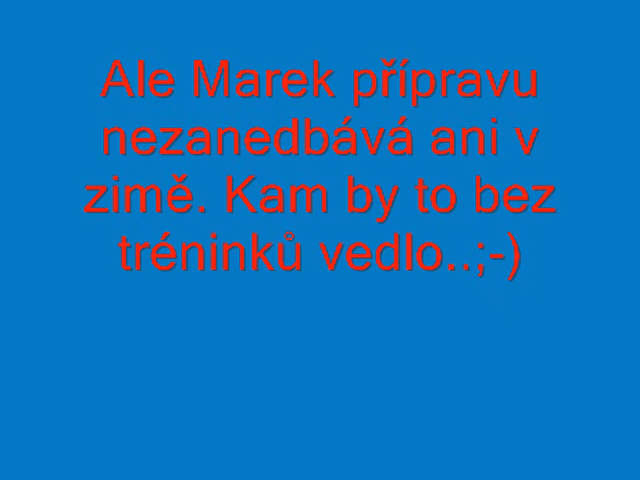 Ale Marek přípravu
nezanedbává ani v
zimě. Kam by to bez
tréninků vedlo..;-)